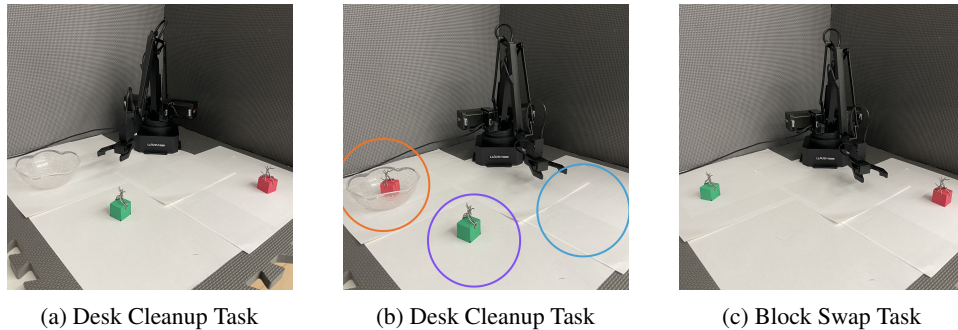 (a) Desk Cleanup Task
(b) Desk Cleanup Task
(c) Block Swap Task